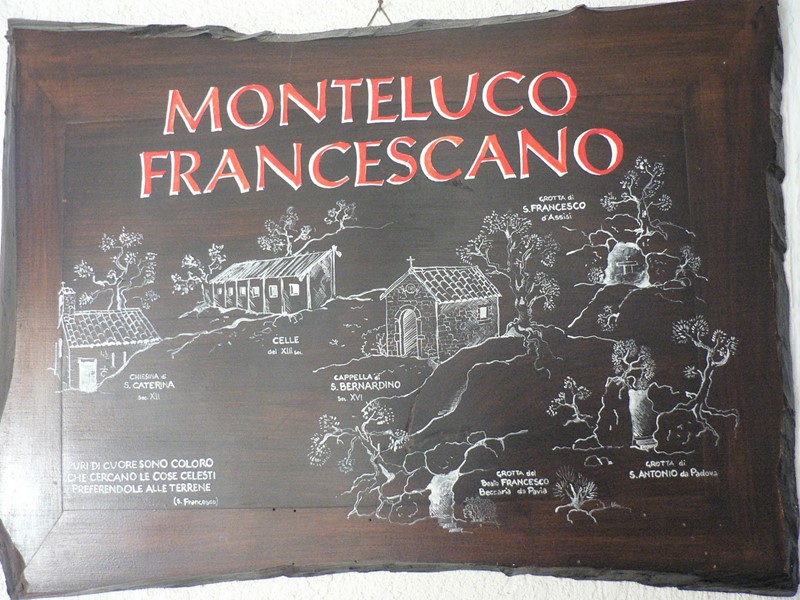 MONTELUCO
FRANCESCANO
GROTTA di
S. FRANCESCO
d'Assisi
CELLE
del XIII sec.
CHIESINA di
S. CATERINA
sec. XII
CAPPELLA di
S. BERNARDINO
sec. XVI
GROTTA del
Beato FRANCESCO
Beccaria da Pavia
GROTTA di
S. ANTONIO da Padova
PURI DI CUORE SONO COLORO
CHE CERCANO LE COSE CELESTI
PREFERENDOLE ALLE TERRENE
(S. Francesco)